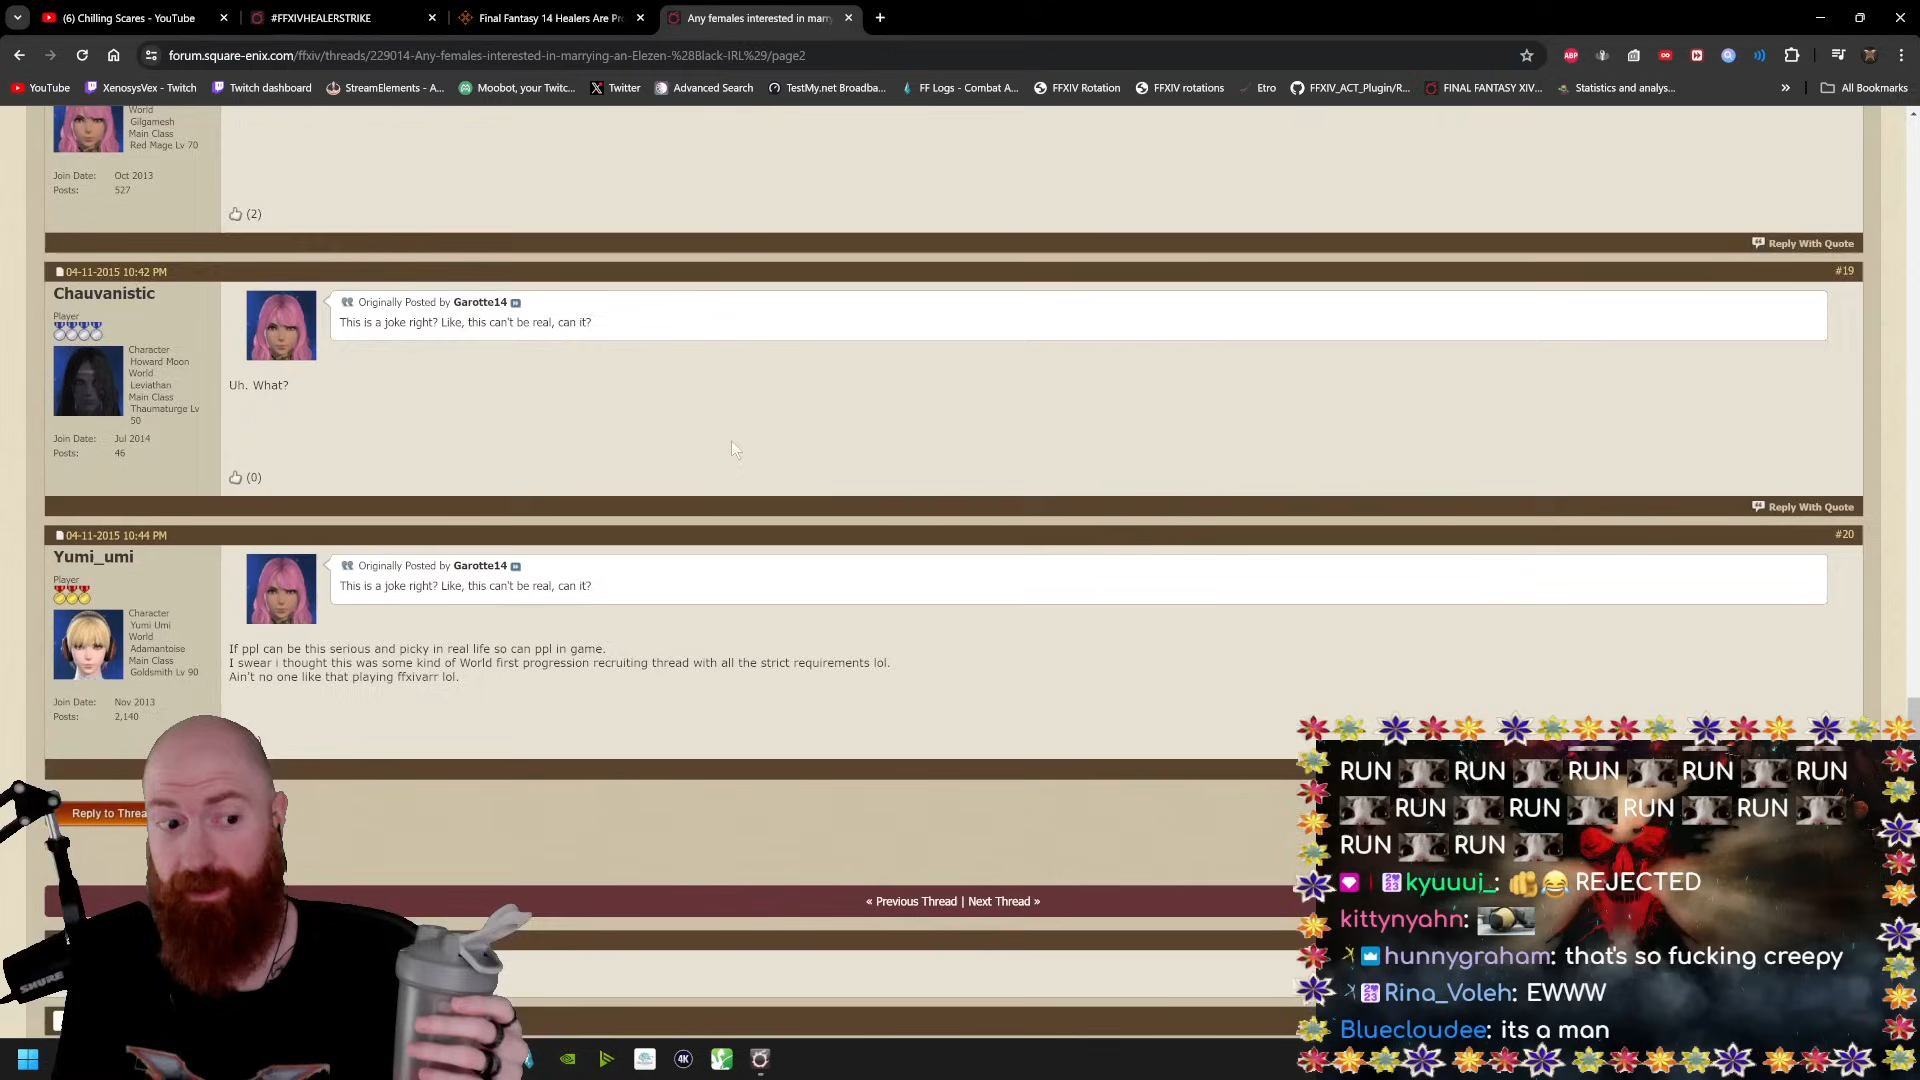 (6) Chilling Scares - YouTube
#FFXIVHEALERSTRIKE
Final Fantasy 14 Healers Are Pr
Any females interested in marr
forum.square-enix.com/ffxiv/threads/229014-Any-females-interested-in-marrying-an-Elezen-%28Black-IRL%29/page2
ABP
YouTube
XenosysVex - Twitch
Twitch dashboard
StreamElements - A...
Moobot, your Twitc...
Twitter
Advanced Search
TestMy.net Broadba...
FF Logs - Combat A...
FFXIV Rotation
FFXIV rotations
Etro
FFXIV_ACT_Plugin/R...
FINAL FANTASY XIV...
Statistics and analys...
»
All Bookmarks
World
Gilgamesh
Main Class
Red Mage Lv 70
Join Date: Oct 2013
Posts: 527
(2)
Reply With Quote
04-11-2015 10:42 PM
#19
Chauvanistic
Player
Character
Howard Moon
World
Leviathan
Main Class
Thaumaturge Lv
50
Join Date: Jul 2014
Posts: 46
Originally Posted by Garotte14
This is a joke right? Like, this can't be real, can it?
Uh. What?
(0)
Reply With Quote
04-11-2015 10:44 PM
#20
Yumi_umi
Player
Character
Yumi Umi
World
Adamantoise
Main Class
Goldsmith Lv 90
Join Date: Nov 2013
Posts: 2,140
Originally Posted by Garotte14
This is a joke right? Like, this can't be real, can it?
If ppl can be this serious and picky in real life so can ppl in game.
I swear i thought this was some kind of World first progression recruiting thread with all the strict requirements lol.
Ain't no one like that playing ffxivarr lol.
Reply to Threa
« Previous Thread | Next Thread »
RUN RUN RUN RUN RUN
RUN RUN RUN RUN
RUN RUN
kyuuui_: REJECTED
kittynyahn:
hunnygraham: that's so fucking creepy
Rina_Voleh: EWWW
Bluecloudee: its a man
SHURE
4K